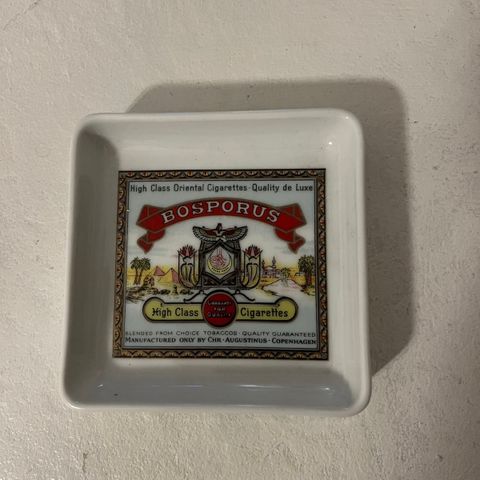 High Class Oriental Cigarettes · Quality de Luxe
BOSPORUS
High Class Cigarettes
BLENDED FROM CHOICE TOBACCOS · QUALITY GUARANTEED
MANUFACTURED ONLY BY CHR. AUGUSTINUS · COPENHAGEN